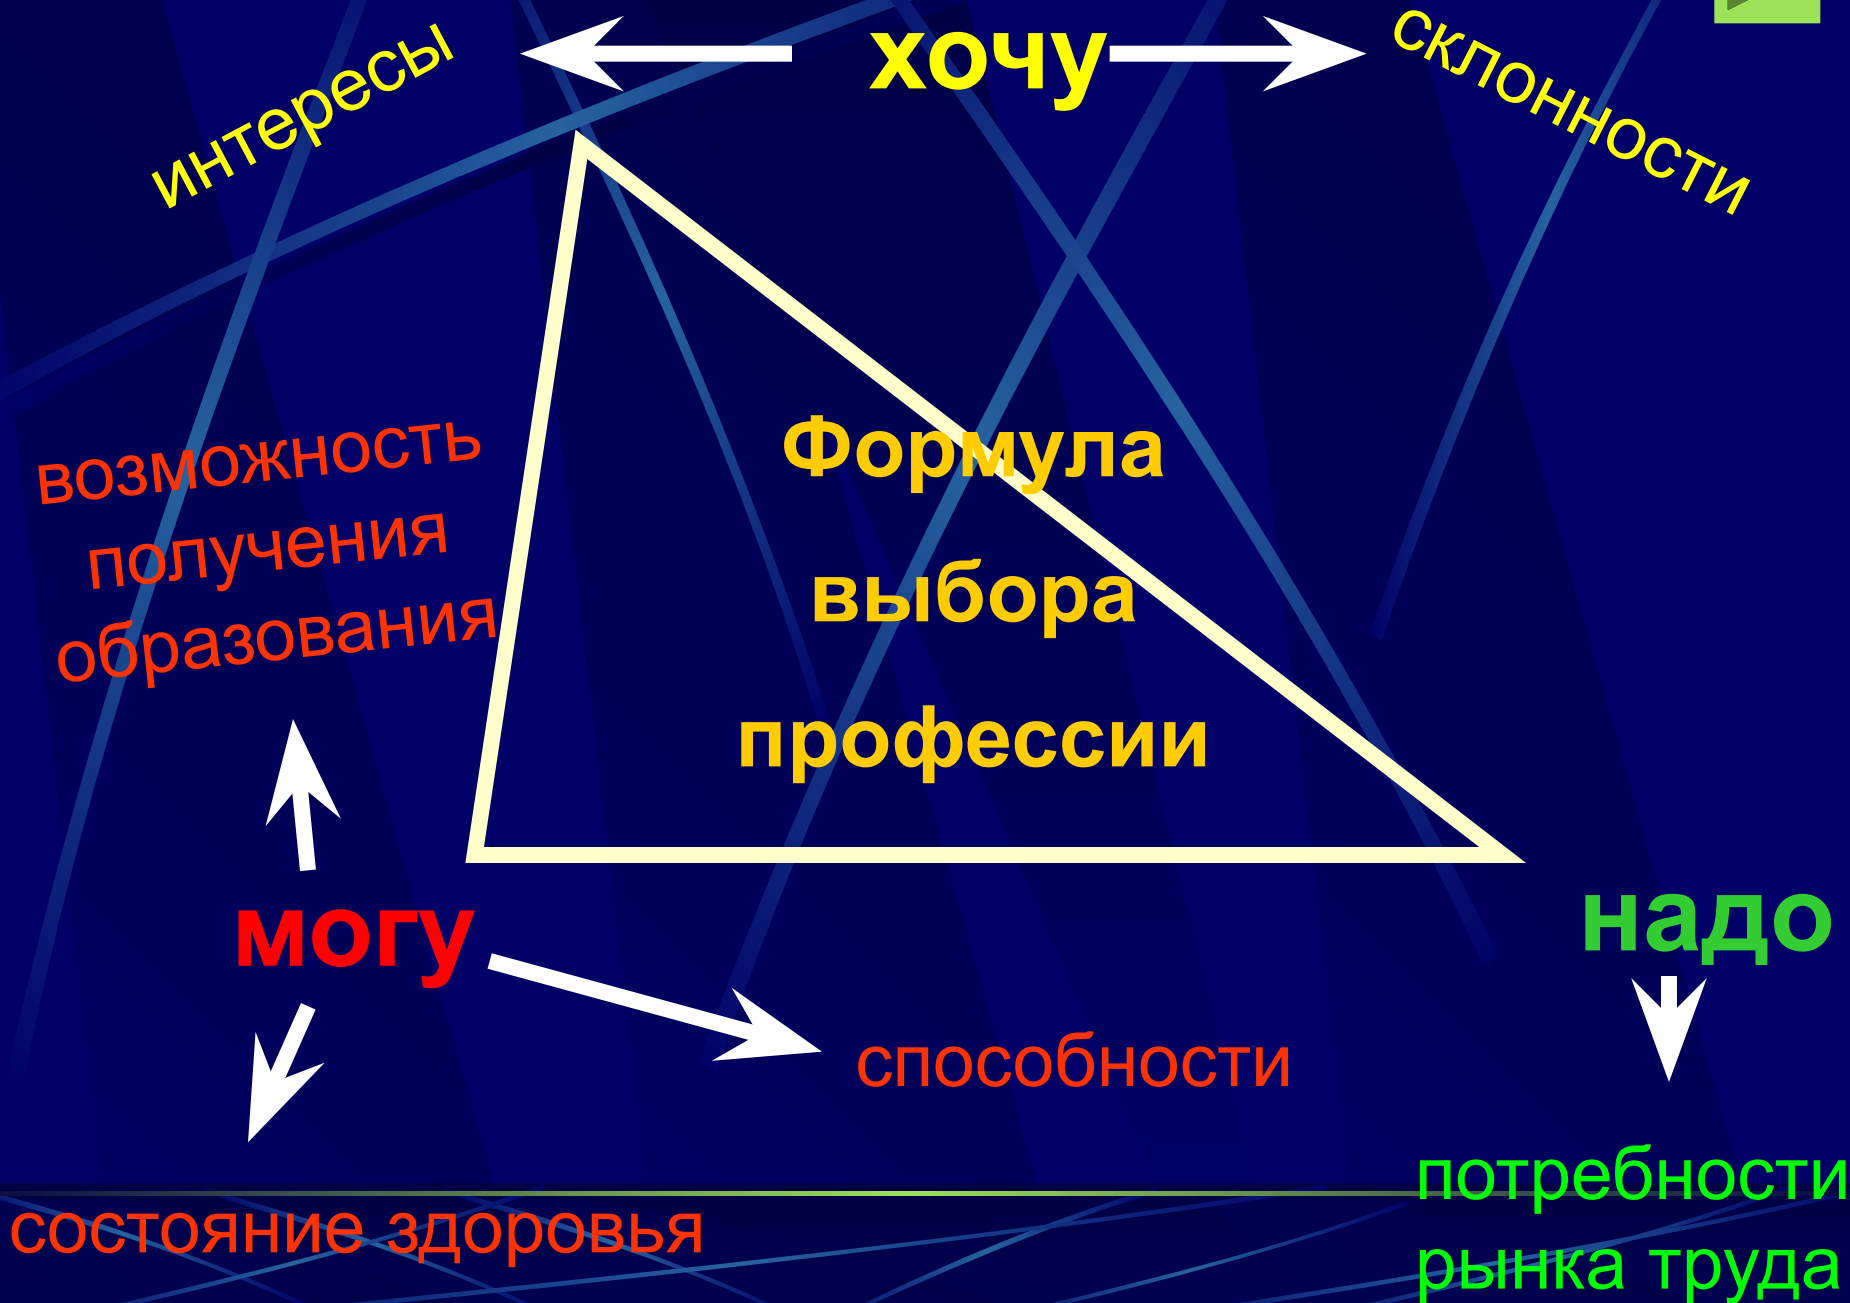 хочу
интересы
склонности
возможность
получения
образования
Формула
выбора
профессии
могу
надо
способности
потребности
рынка труда
состояние здоровья